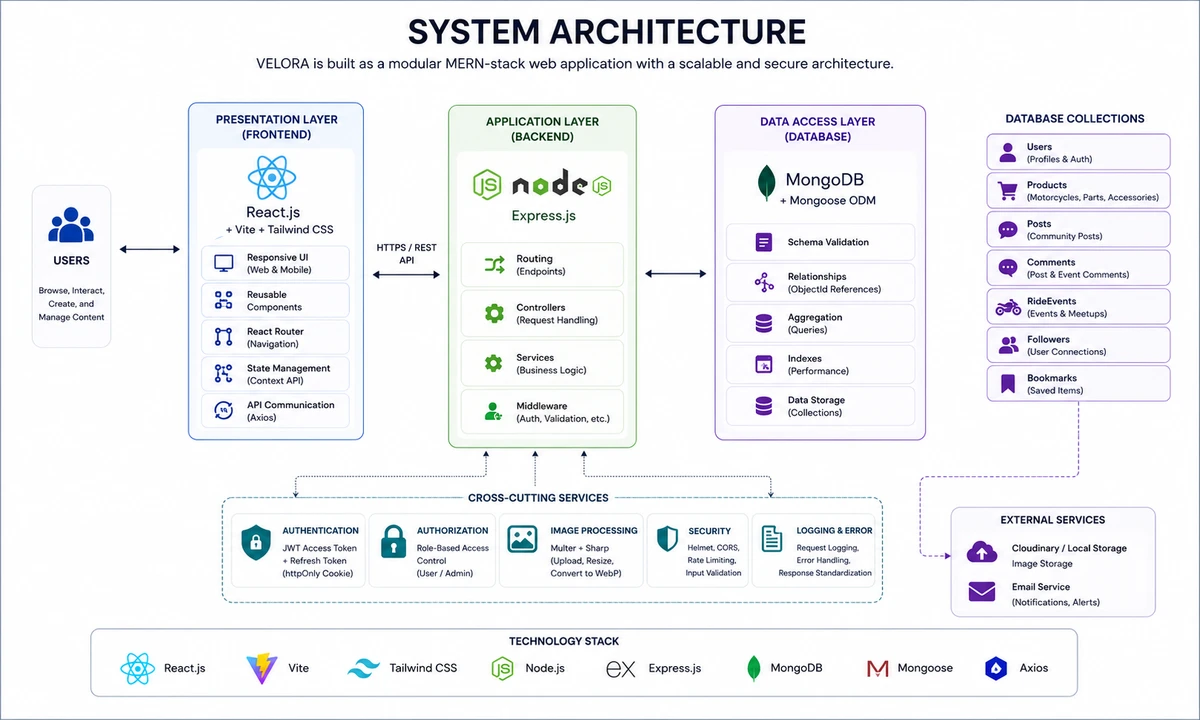 SYSTEM ARCHITECTURE
VELORA is built as a modular MERN-stack web application with a scalable and secure architecture.
USERS
Browse, Interact,
Create, and
Manage Content
PRESENTATION LAYER
(FRONTEND)
React.js
+ Vite + Tailwind CSS
Responsive UI
(Web & Mobile)
Reusable
Components
React Router
(Navigation)
State Management
(Context API)
API Communication
(Axios)
HTTPS / REST
API
APPLICATION LAYER
(BACKEND)
JS
node
JS
Express.js
Routing
(Endpoints)
Controllers
(Request Handling)
Services
(Business Logic)
Middleware
(Auth, Validation, etc.)
DATA ACCESS LAYER
(DATABASE)
MongoDB
+ Mongoose ODM
Schema Validation
Relationships
(ObjectId References)
Aggregation
(Queries)
Indexes
(Performance)
Data Storage
(Collections)
DATABASE COLLECTIONS
Users
(Profiles & Auth)
Products
(Motorcycles, Parts, Accessories)
Posts
(Community Posts)
Comments
(Post & Event Comments)
RideEvents
(Events & Meetups)
Followers
(User Connections)
Bookmarks
(Saved Items)
CROSS-CUTTING SERVICES
AUTHENTICATION
JWT Access Token
+ Refresh Token
(httpOnly Cookie)
AUTHORIZATION
Role-Based Access
Control
(User / Admin)
IMAGE PROCESSING
Multer + Sharp
(Upload, Resize,
Convert to WebP)
SECURITY
Helmet, CORS,
Rate Limiting,
Input Validation
LOGGING & ERROR
Request Logging,
Error Handling,
Response Standardization
EXTERNAL SERVICES
Cloudinary / Local Storage
Image Storage
Email Service
(Notifications, Alerts)
TECHNOLOGY STACK
React.js
Vite
Tailwind CSS
JS
Node.js
ex
Express.js
MongoDB
M
Mongoose
Axios